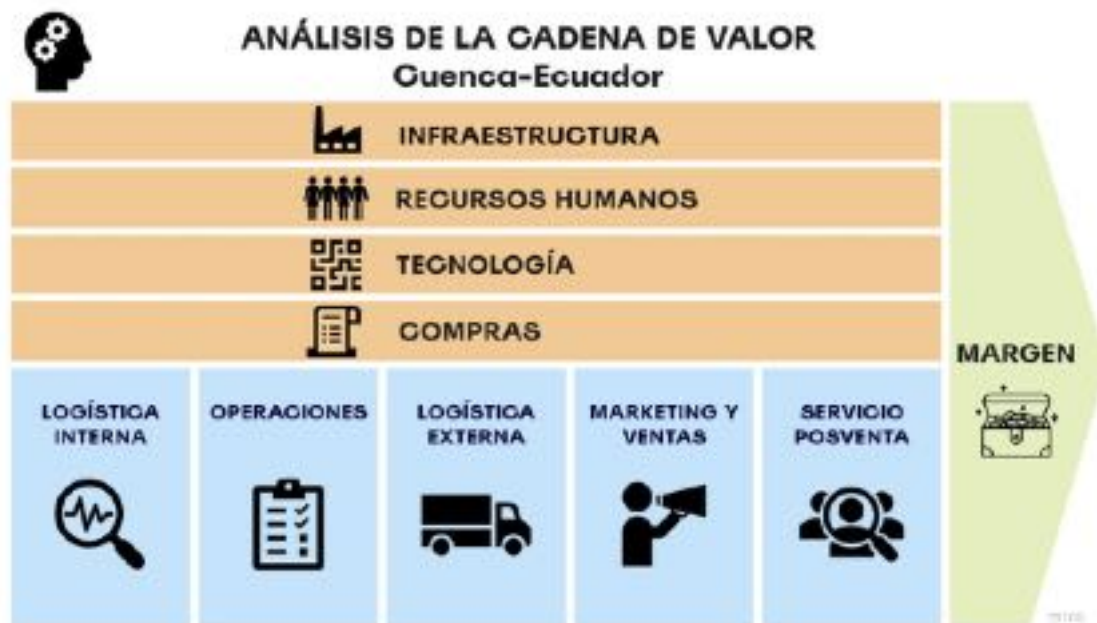 ANÁLISIS DE LA CADENA DE VALOR
Cuenca-Ecuador
INFRAESTRUCTURA
RECURSOS HUMANOS
TECNOLOGÍA
COMPRAS
MARGEN
LOGÍSTICA
INTERNA
OPERACIONES
LOGÍSTICA
EXTERNA
MARKETING Y
VENTAS
SERVICIO
POSVENTA